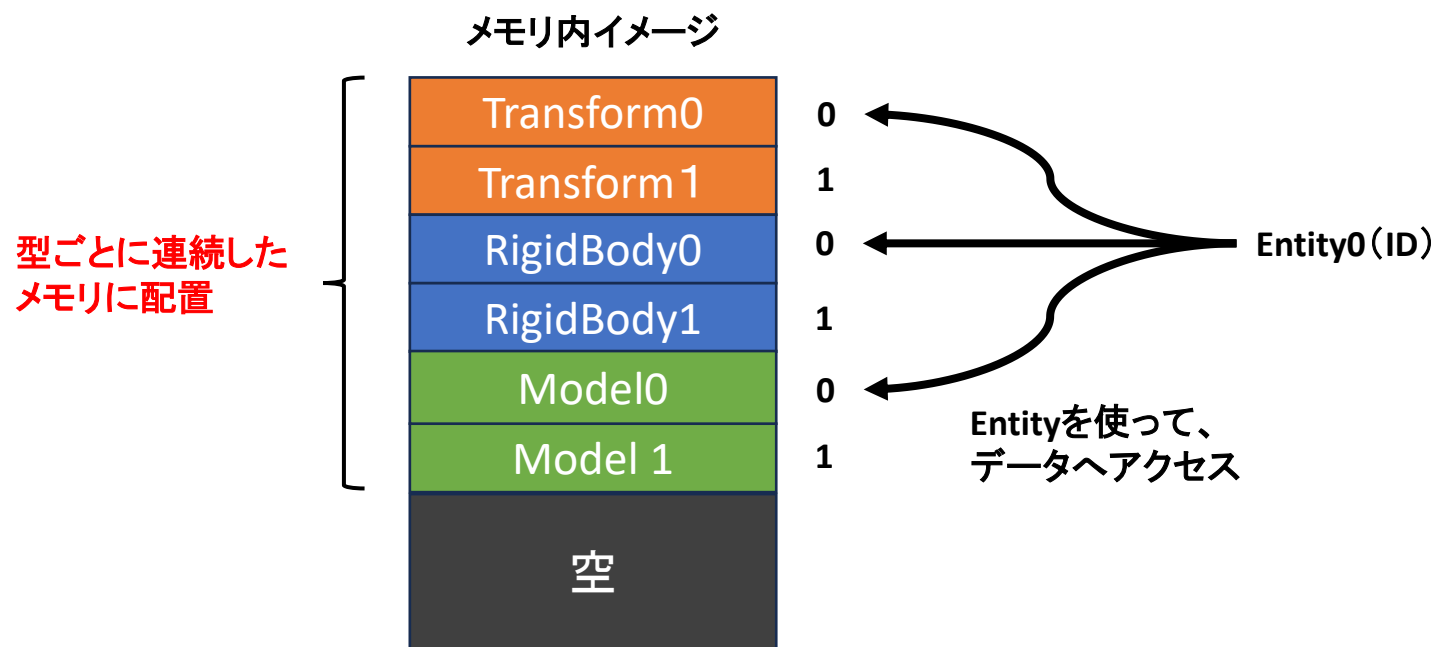 メモリ内イメージ
Transform0
0
Transform１
1
型ごとに連続した
メモリに配置
RigidBody0
0
Entity0（ID）
RigidBody1
1
Model0
0
Model 1
1
Entityを使って、
データへアクセス
空